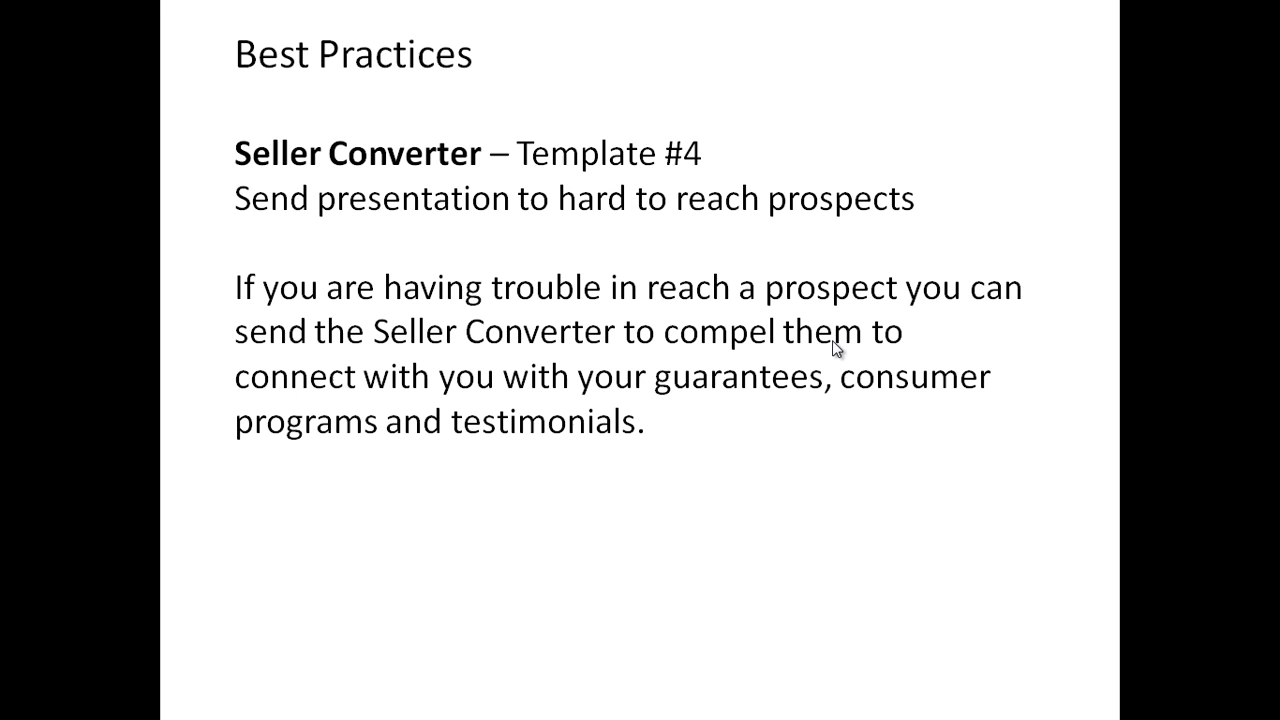 Best Practices
Seller Converter – Template #4
Send presentation to hard to reach prospects
If you are having trouble in reach a prospect you can
send the Seller Converter to compel them to
connect with you with your guarantees, consumer
programs and testimonials.